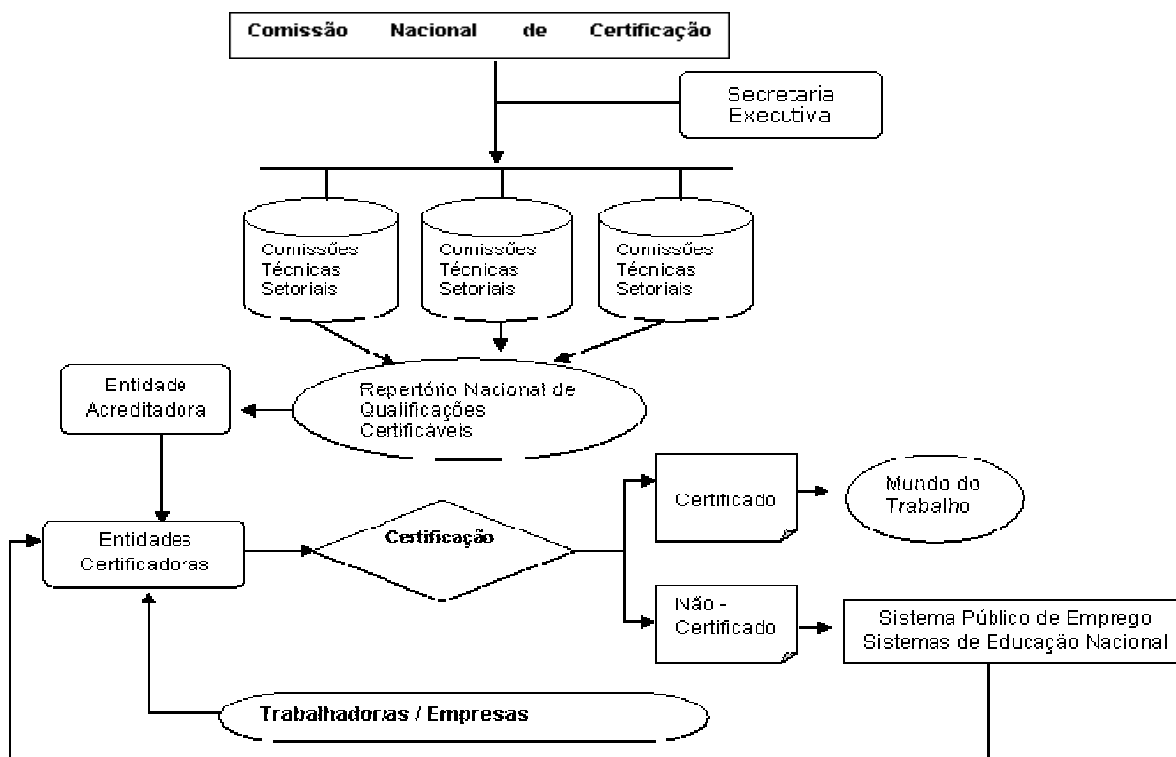 Comissão Nacional de Certificação
Secretaria
Executiva
Comissões
Técnicas
Setoriais
Comissões
Técnicas
Setoriais
Comissões
Técnicas
Setoriais
Entidade
Acreditadora
Repertório Nacional de
Qualificações
Certificáveis
Certificado
Mundo do
Trabalho
Entidades
Certificadoras
Certificação
Não -
Certificado
Sistema Público de Emprego
Sistemas de Educação Nacional
Trabalhadoras / Empresas